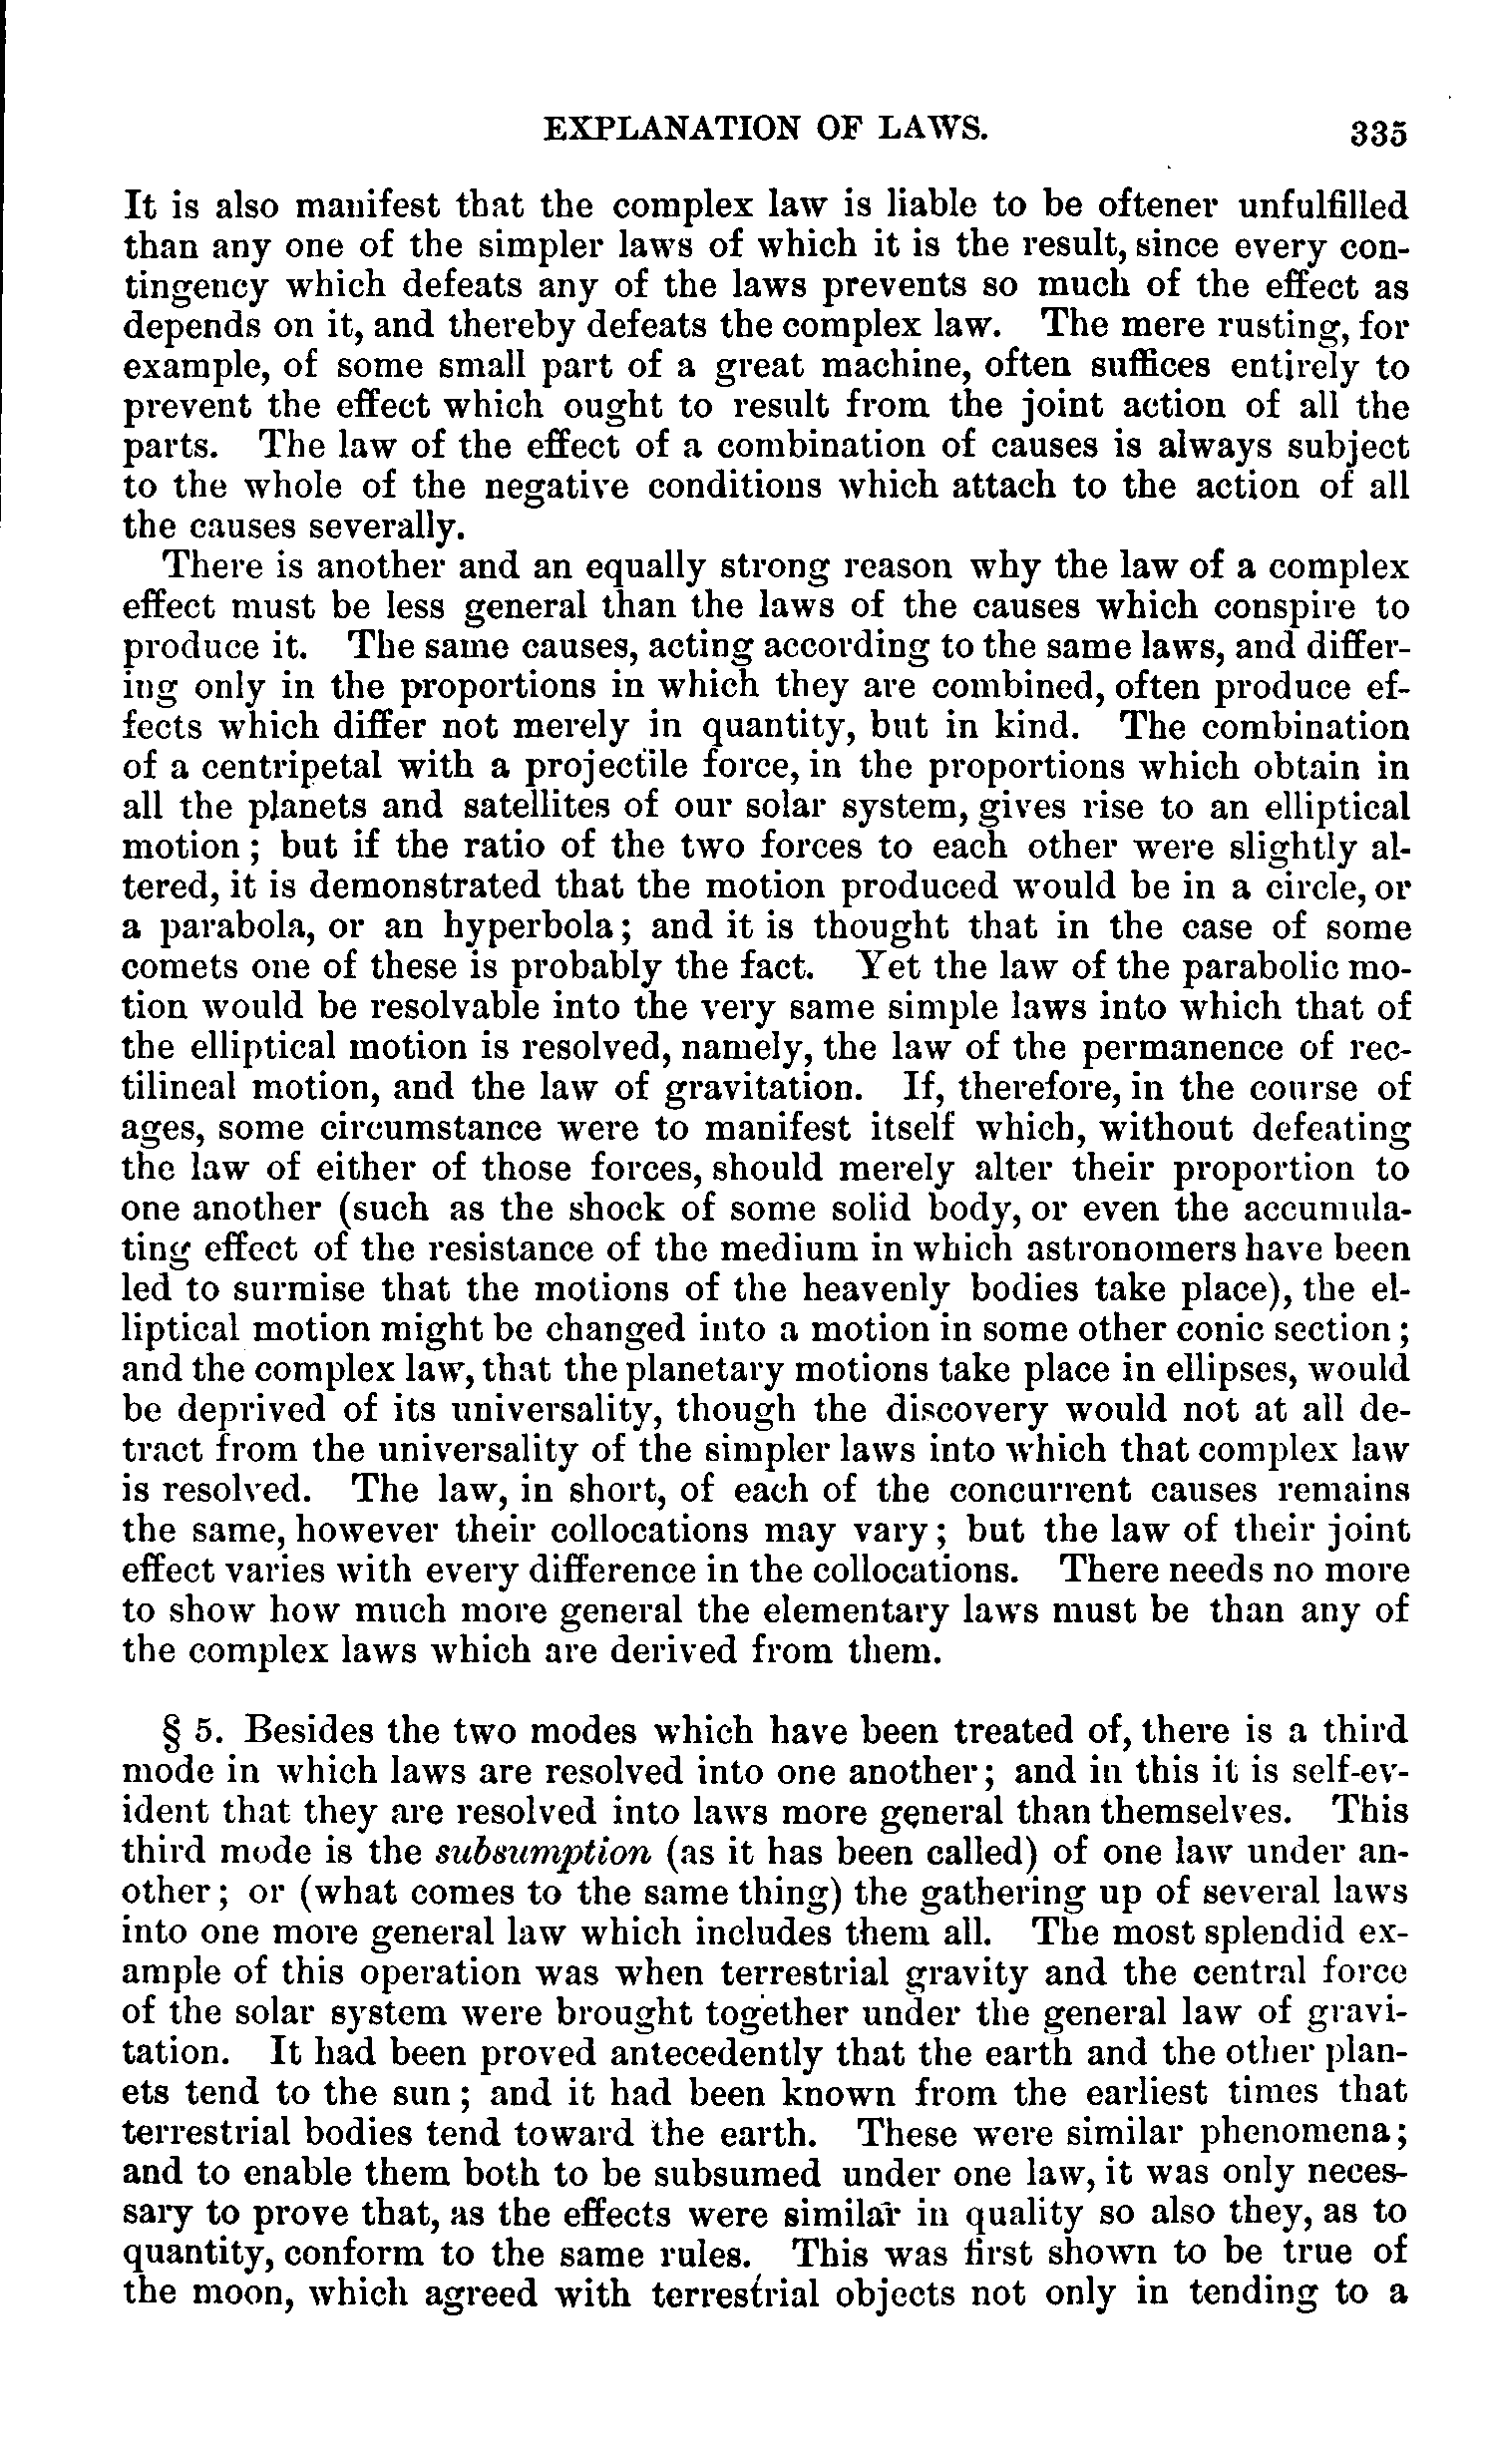 EXPLANATION OF LAWS. 335
It is also manifest that the complex law is liable to be oftener unfulfilled
than any one of the simpler laws of which it is the result, since every con-
tingency which defeats any of the laws prevents so much of the effect as
depends on it, and thereby defeats the complex law. The mere rusting, for
example, of some small part of a great machine, often suffices entirely to
prevent the effect which ought to result from the joint action of all the
parts. The law of the effect of a combination of causes is always subject
to the whole of the negative conditions which attach to the action of all
the causes severally.
There is another and an equally strong reason why the law of a complex
effect must be less general than the laws of the causes which conspire to
produce it. The same causes, acting according to the same laws, and differ-
ing only in the proportions in which they are combined, often produce ef-
fects which differ not merely in quantity, but in kind. The combination
of a centripetal with a projectile force, in the proportions which obtain in
all the planets and satellites of our solar system, gives rise to an elliptical
motion; but if the ratio of the two forces to each other were slightly al-
tered, it is demonstrated that the motion produced would be in a circle, or
a parabola, or an hyperbola; and it is thought that in the case of some
comets one of these is probably the fact. Yet the law of the parabolic mo-
tion would be resolvable into the very same simple laws into which that of
the elliptical motion is resolved, namely, the law of the permanence of rec-
tilineal motion, and the law of gravitation. If, therefore, in the course of
ages, some circumstance were to manifest itself which, without defeating
the law of either of those forces, should merely alter their proportion to
one another (such as the shock of some solid body, or even the accumula-
ting effect of the resistance of the medium in which astronomers have been
led to surmise that the motions of the heavenly bodies take place), the el-
liptical motion might be changed into a motion in some other conic section;
and the complex law, that the planetary motions take place in ellipses, would
be deprived of its universality, though the discovery would not at all de-
tract from the universality of the simpler laws into which that complex law
is resolved. The law, in short, of each of the concurrent causes remains
the same, however their collocations may vary; but the law of their joint
effect varies with every difference in the collocations. There needs no more
to show how much more general the elementary laws must be than any of
the complex laws which are derived from them.
§ 5. Besides the two modes which have been treated of, there is a third
mode in which laws are resolved into one another; and in this it is self-ev-
ident that they are resolved into laws more general than themselves. This
third mode is the subsumption (as it has been called) of one law under an-
other; or (what comes to the same thing) the gathering up of several laws
into one more general law which includes them all. The most splendid ex-
ample of this operation was when terrestrial gravity and the central force
of the solar system were brought together under the general law of gravi-
tation. It had been proved antecedently that the earth and the other plan-
ets tend to the sun; and it had been known from the earliest times that
terrestrial bodies tend toward the earth. These were similar phenomena;
and to enable them both to be subsumed under one law, it was only neces-
sary to prove that, as the effects were similar in quality so also they, as to
quantity, conform to the same rules. This was first shown to be true of
the moon, which agreed with terrestrial objects not only in tending to a